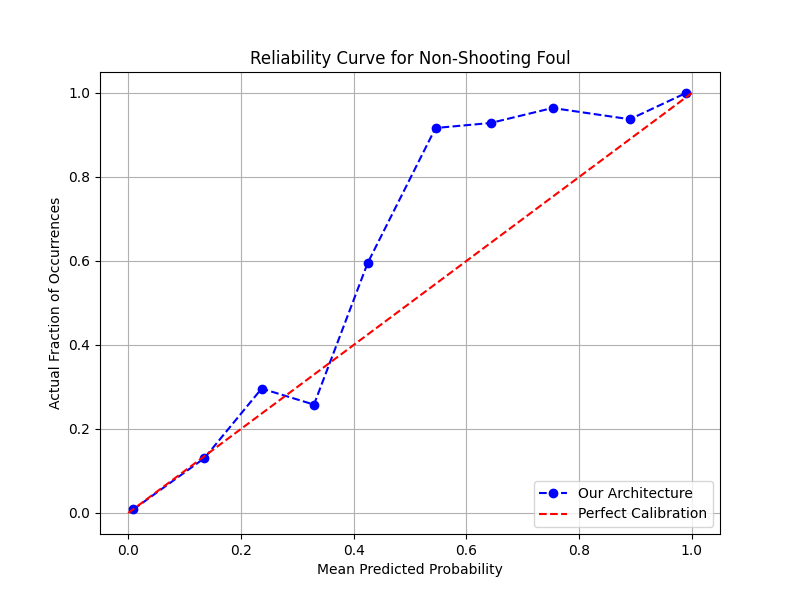 Reliability Curve for Non-Shooting Foul
1.0
0.8
0.6
0.4
0.2
0.0
Actual Fraction of Occurrences
Our Architecture
Perfect Calibration
0.0 0.2 0.4 0.6 0.8 1.0
Mean Predicted Probability